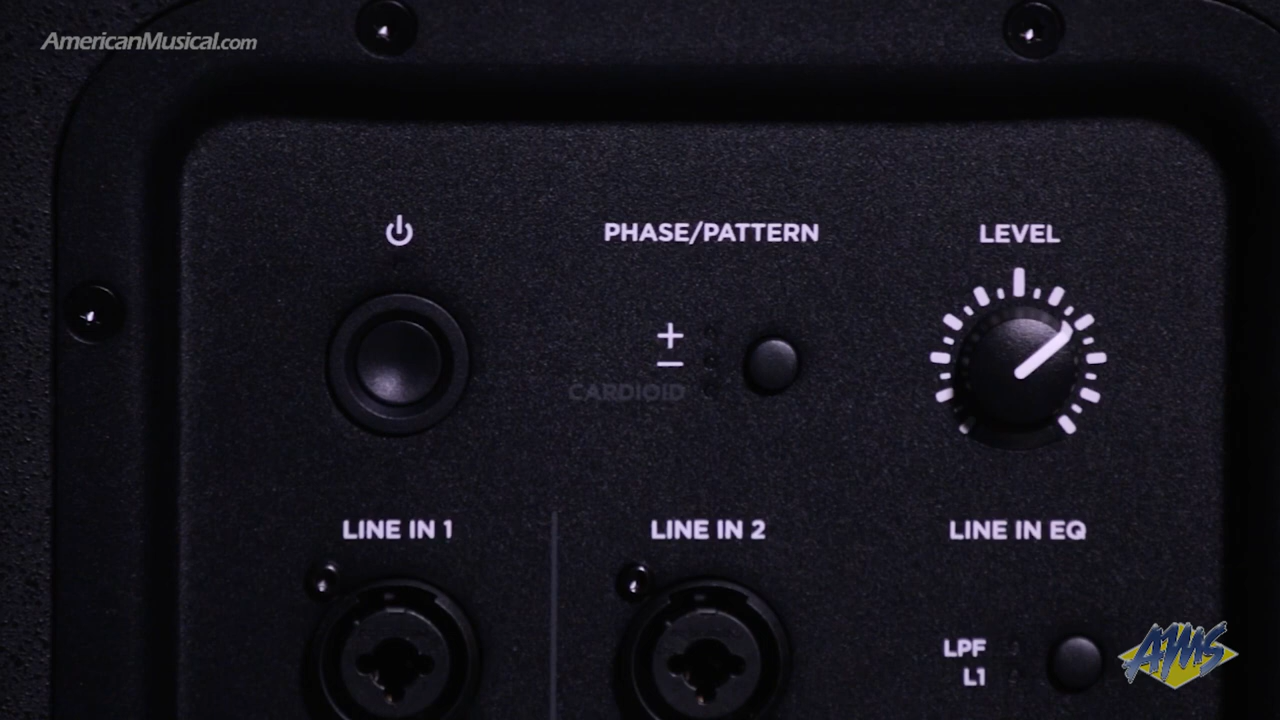 AmericanMusical.com
PHASE/PATTERN
LEVEL
+
−
CARDIOID
LINE IN 1
LINE IN 2
LINE IN EQ
LPF
L1
AMS